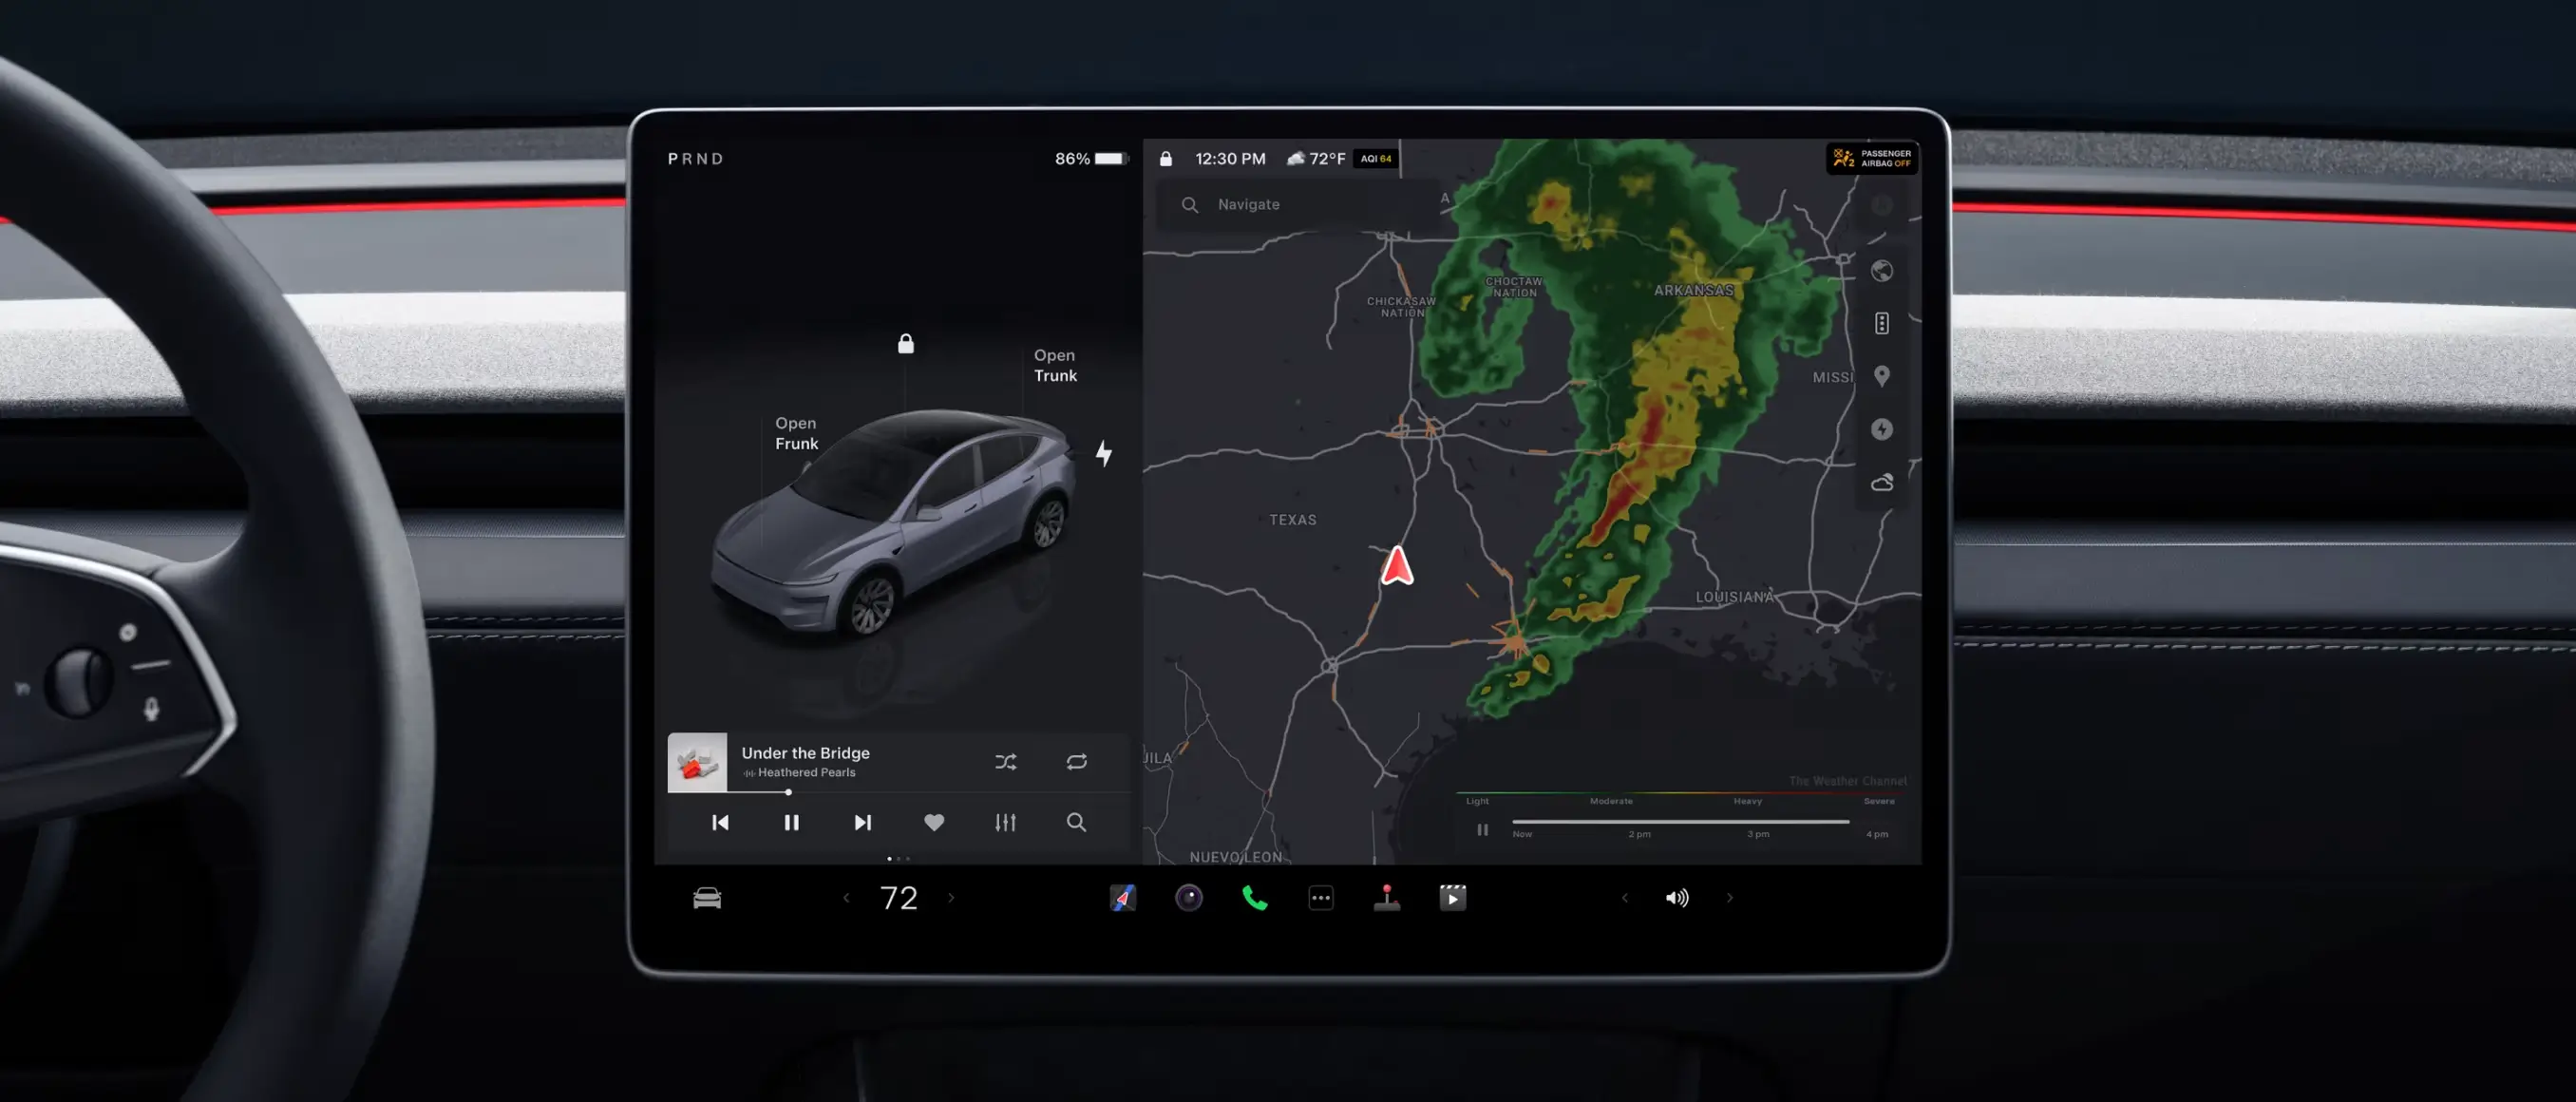 PRND
86%
12:30 PM
72°F
AQI 64
PASSENGER
AIRBAG OFF
Navigate
Open
Trunk
Open
Frunk
CHOCTAW
NATION
CHICKASAW
NATION
ARKANSAS
MISSI
TEXAS
LOUISIANA
UILA
NUEVO LEON
Under the Bridge
Heathered Pearls
The Weather Channel
Light
Moderate
Heavy
Severe
Now
2 pm
3 pm
4 pm
72